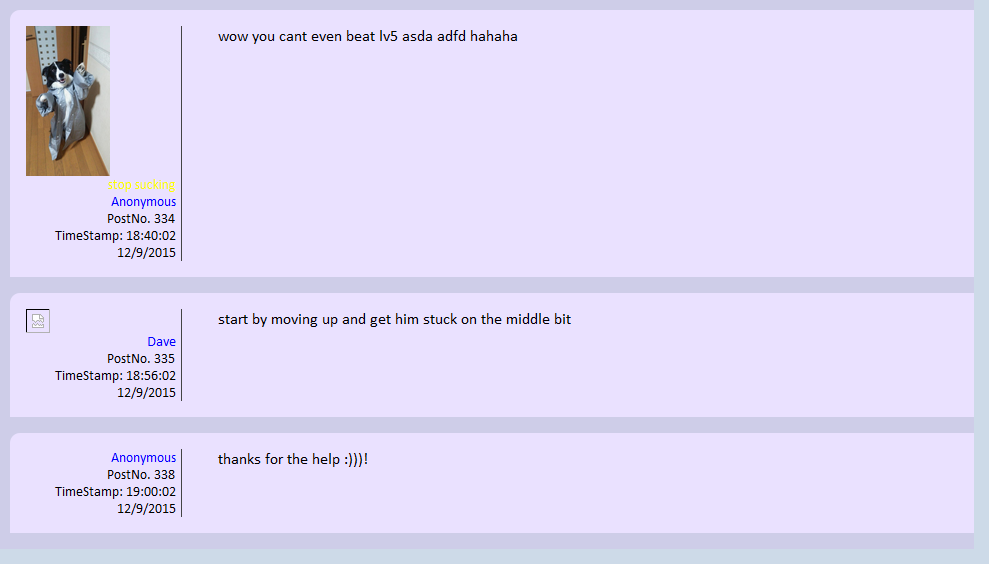 wow you cant even beat lv5 asda adfd hahaha
stop sucking
Anonymous
PostNo. 334
TimeStamp: 18:40:02
12/9/2015
start by moving up and get him stuck on the middle bit
Dave
PostNo. 335
TimeStamp: 18:56:02
12/9/2015
thanks for the help :)))!
Anonymous
PostNo. 338
TimeStamp: 19:00:02
12/9/2015